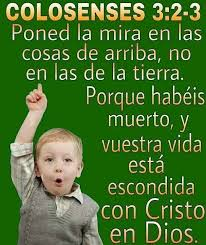 COLOSENSES 3:2-3
Poned la mira en las
cosas de arriba, no
en las de la tierra.
Porque habéis
muerto, y
vuestra vida
está
escondida
con Cristo
en Dios.